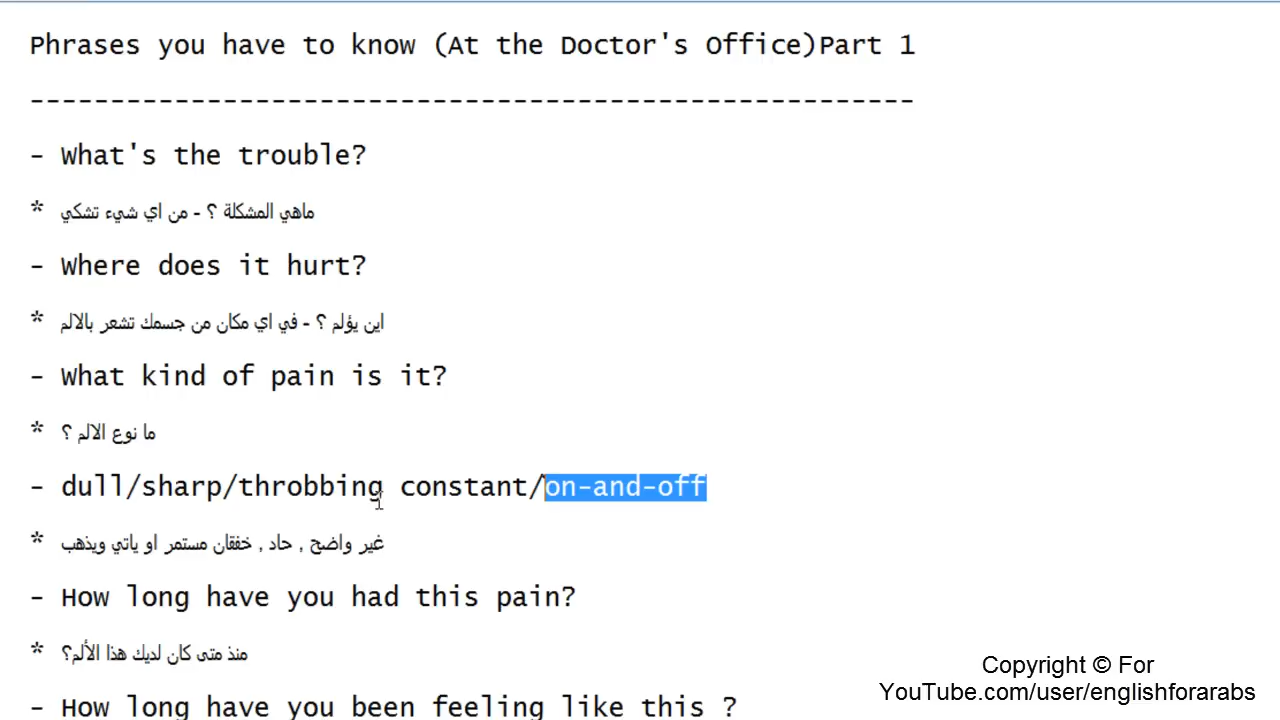 Phrases you have to know (At the Doctor's Office)Part 1
-------------------------------------------------------
- What's the trouble?
* ماهي المشكلة ؟ - من اي شيء تشكي
- Where does it hurt?
* اين يؤلم ؟ - في اي مكان من جسمك تشعر بالالم
- What kind of pain is it?
* ما نوع الالم ؟
- dull/sharp/throbbing constant/on-and-off
* غير واضح , حاد , خفقان مستمر او ياتي ويذهب
- How long have you had this pain?
* منذ متى كان لديك هذا الألم؟
- How long have you been feeling like this ?
Copyright © For
YouTube.com/user/englishforarabs